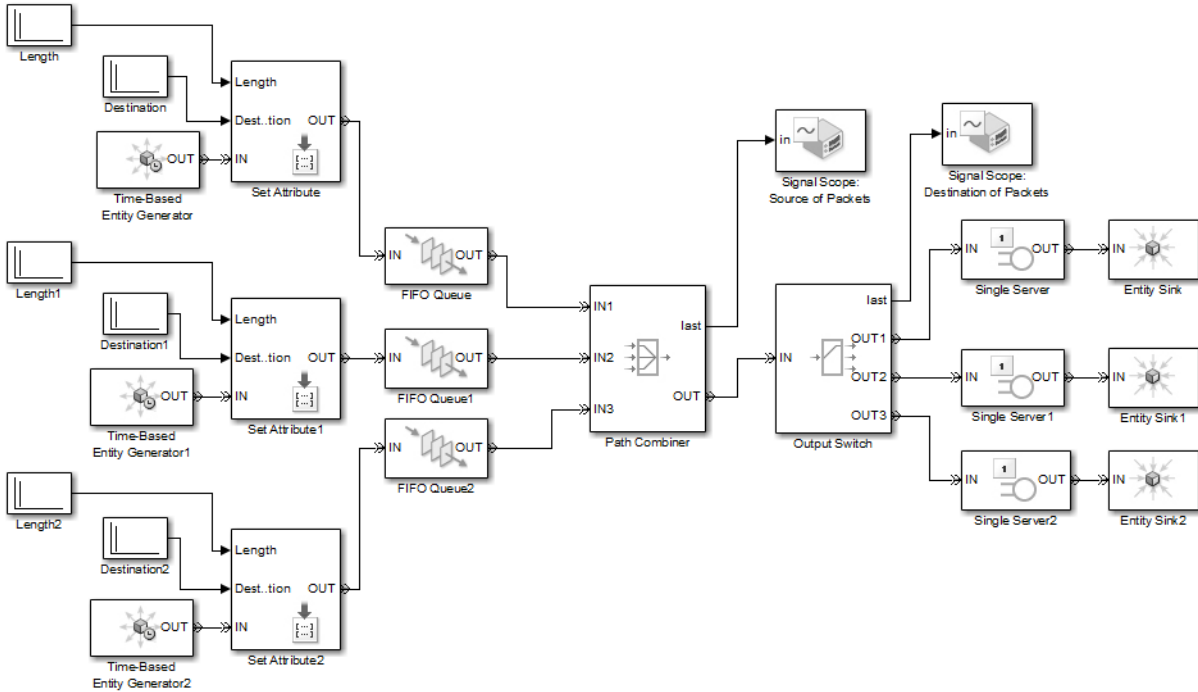 Length
Destination
Length
Dest..tion
OUT
IN
Set Attribute
OUT
Time-Based
Entity Generator
Length1
Destination1
Length
Dest..tion
OUT
IN
Set Attribute1
OUT
Time-Based
Entity Generator1
Length2
Destination2
Length
Dest..tion
OUT
IN
Set Attribute2
OUT
Time-Based
Entity Generator2
IN
OUT
FIFO Queue
IN
OUT
FIFO Queue1
IN
OUT
FIFO Queue2
IN1
IN2
IN3
last
OUT
Path Combiner
in
Signal Scope:
Source of Packets
in
Signal Scope:
Destination of Packets
IN
last
OUT1
OUT2
OUT3
Output Switch
IN
1
OUT
Single Server
IN
Entity Sink
IN
1
OUT
Single Server1
IN
Entity Sink1
IN
1
OUT
Single Server2
IN
Entity Sink2